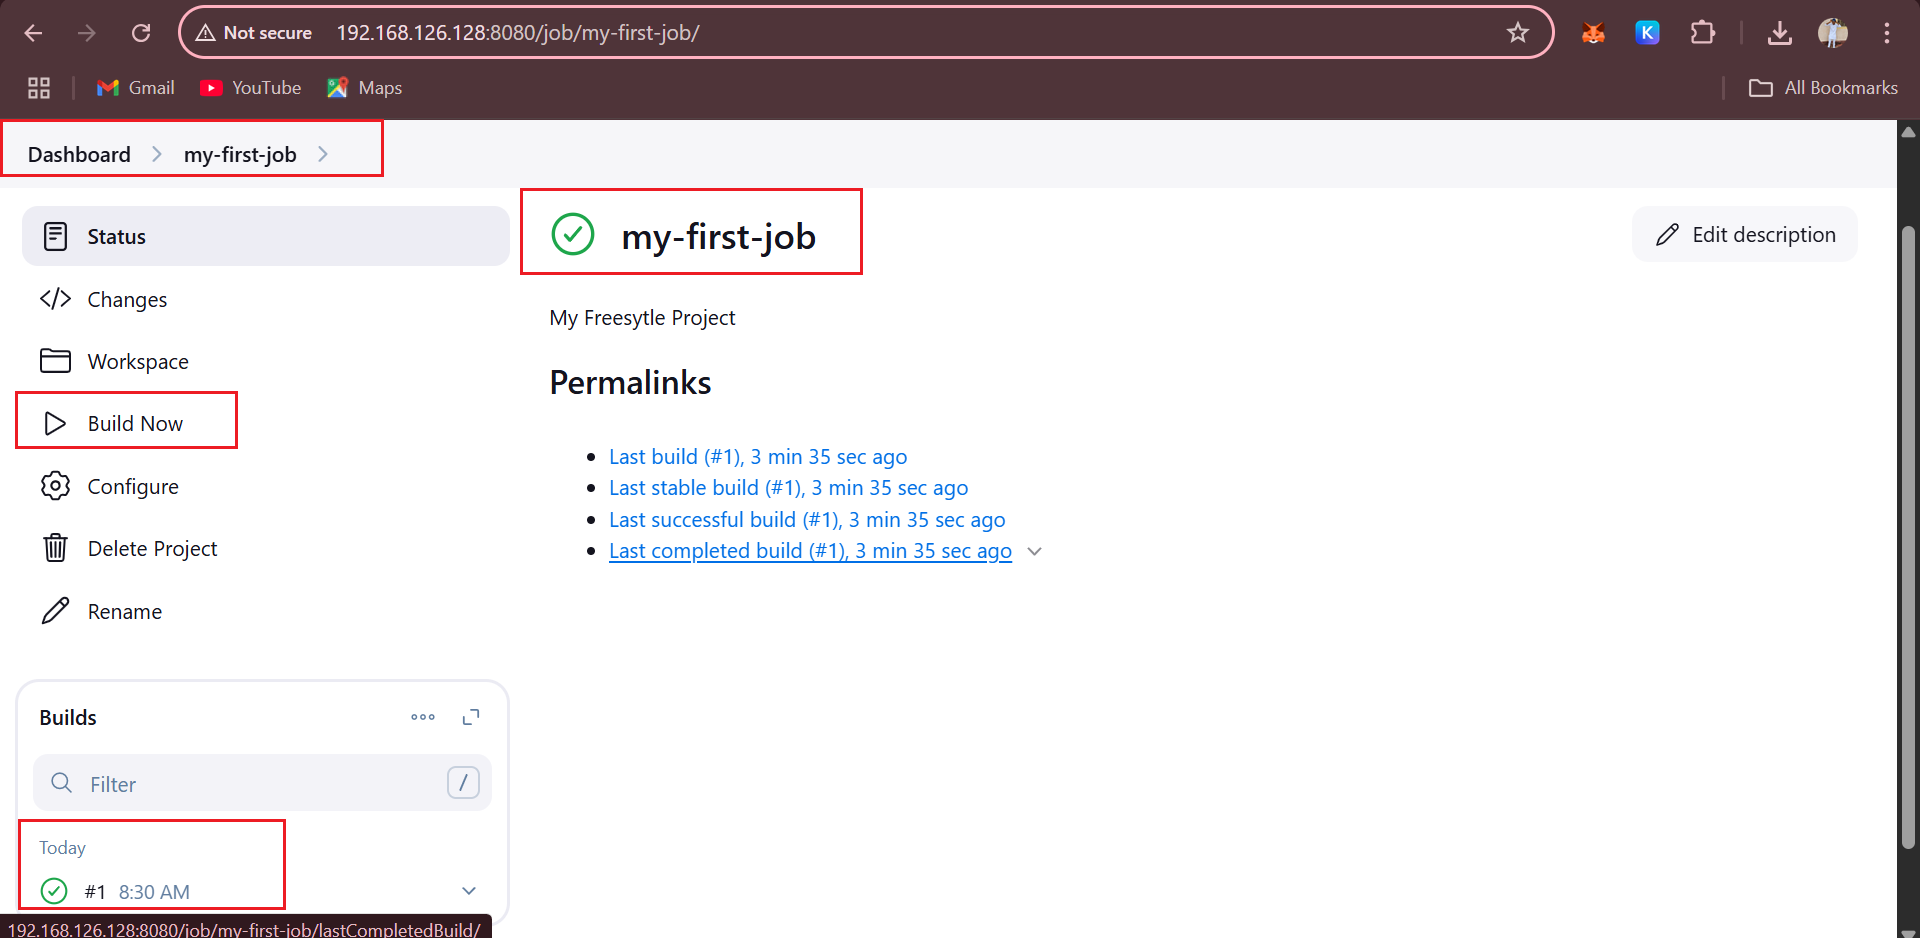 Not secure 192.168.126.128:8080/job/my-first-job/
K
Gmail YouTube Maps All Bookmarks
Dashboard my-first-job
Status
Changes
Workspace
Build Now
Configure
Delete Project
Rename
my-first-job
Edit description
My Freesytle Project
Permalinks
Last build (#1), 3 min 35 sec ago
Last stable build (#1), 3 min 35 sec ago
Last successful build (#1), 3 min 35 sec ago
Last completed build (#1), 3 min 35 sec ago
Builds
Filter /
Today
#1 8:30 AM
192.168.126.128:8080/job/my-first-job/lastCompletedBuild/